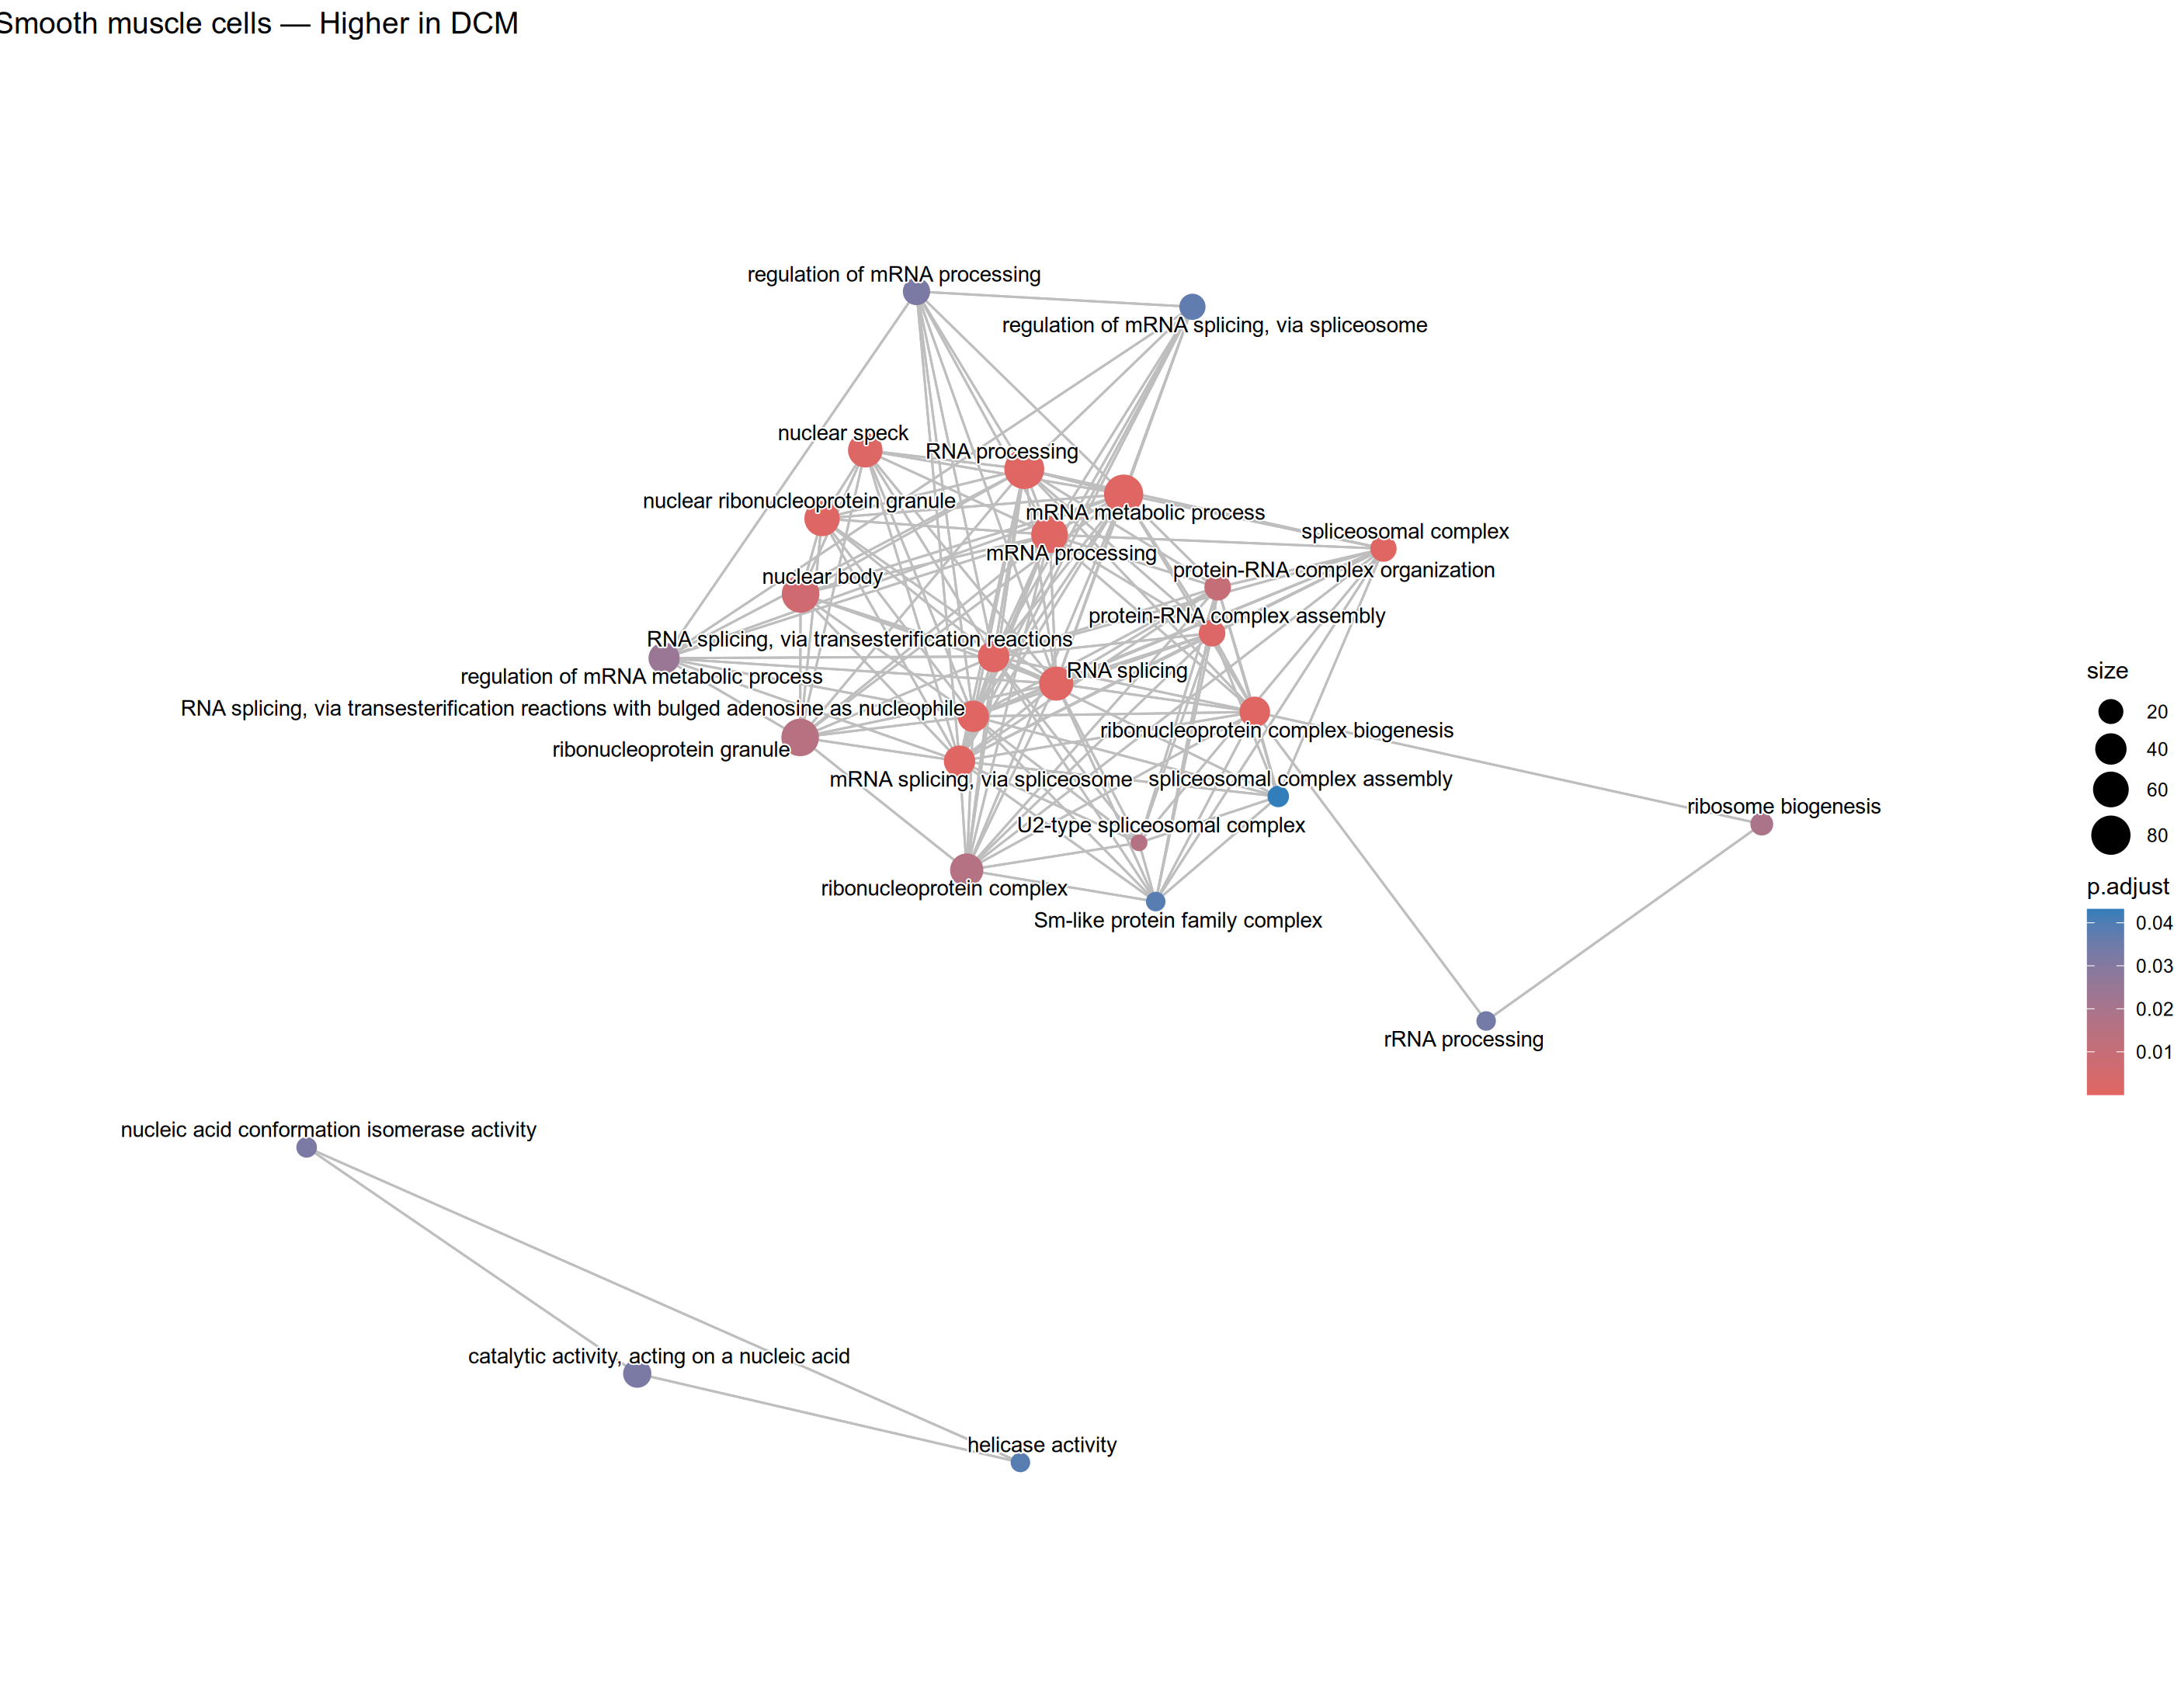 Smooth muscle cells — Higher in DCM
regulation of mRNA processing
regulation of mRNA splicing, via spliceosome
nuclear speck
RNA processing
nuclear ribonucleoprotein granule
mRNA metabolic process
spliceosomal complex
mRNA processing
protein-RNA complex organization
nuclear body
protein-RNA complex assembly
RNA splicing, via transesterification reactions
RNA splicing
regulation of mRNA metabolic process
RNA splicing, via transesterification reactions with bulged adenosine as nucleophile
ribonucleoprotein complex biogenesis
ribonucleoprotein granule
mRNA splicing, via spliceosome
spliceosomal complex assembly
ribosome biogenesis
U2-type spliceosomal complex
ribonucleoprotein complex
Sm-like protein family complex
rRNA processing
nucleic acid conformation isomerase activity
catalytic activity, acting on a nucleic acid
helicase activity
size
20
40
60
80
p.adjust
0.04
0.03
0.02
0.01